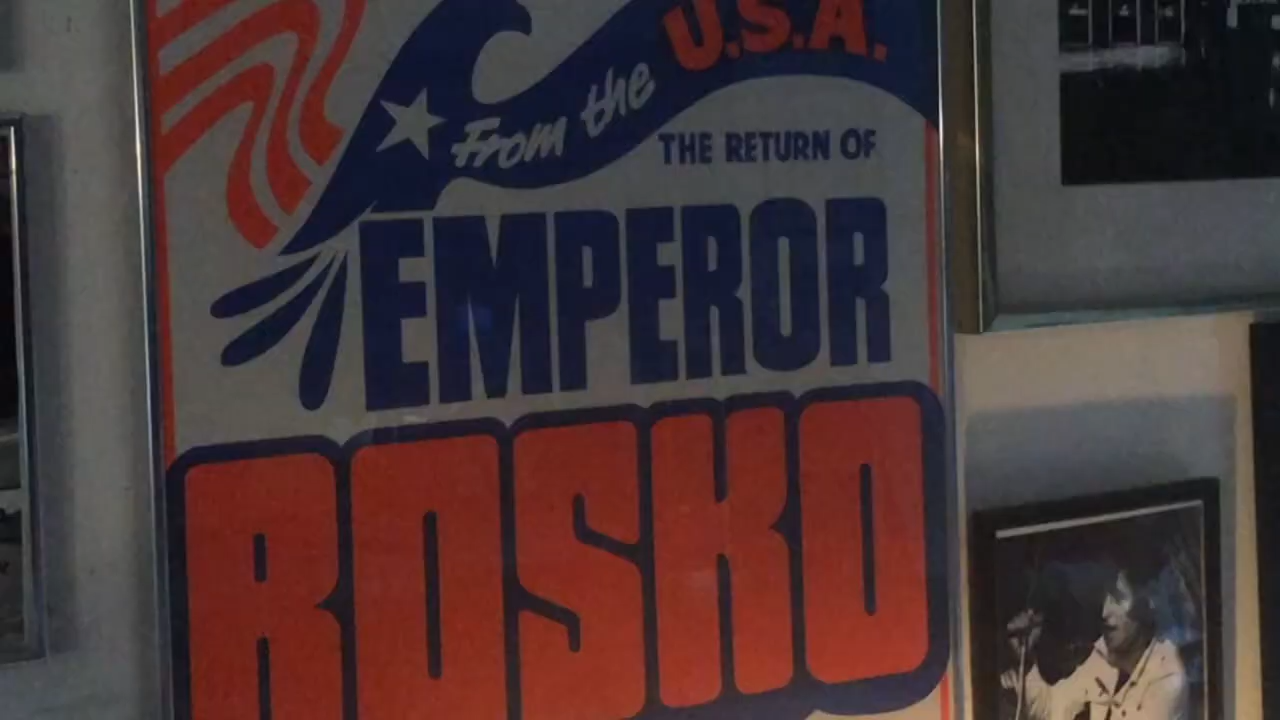 U.S.A.
From the
THE RETURN OF
EMPEROR
ROSKO